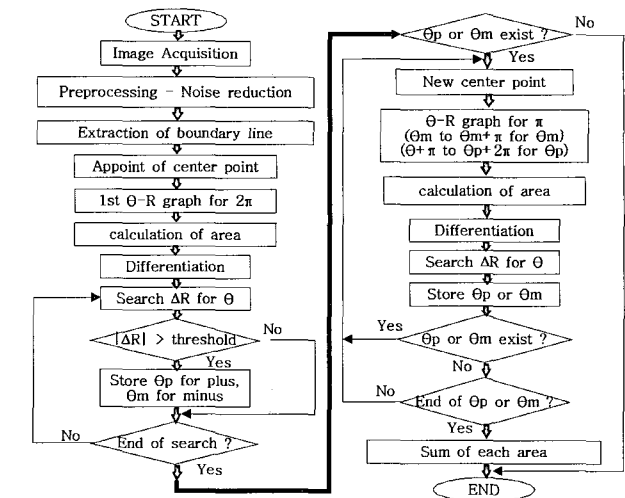 START
Image Acquisition
Preprocessing - Noise reduction
Extraction of boundary line
Appoint of center point
1st Θ-R graph for 2π
calculation of area
Differentiation
Search ΔR for Θ
|ΔR| > threshold
No
Yes
Store Θp for plus,
Θm for minus
End of search ?
No
Yes
Θp or Θm exist ?
No
Yes
New center point
Θ-R graph for π
(Θm to Θm+π for Θm)
(Θ+π to Θp+2π for Θp)
calculation of area
Differentiation
Search ΔR for Θ
Store Θp or Θm
Θp or Θm exist ?
Yes
No
End of Θp or Θm ?
No
Yes
Sum of each area
END